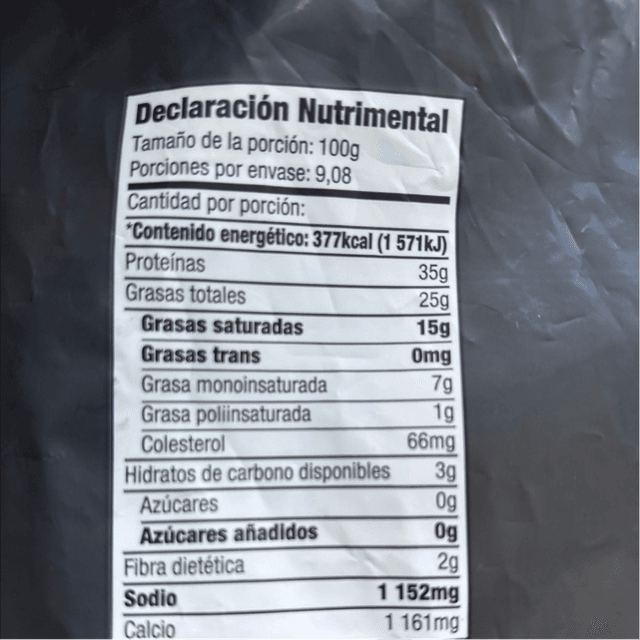 Declaración Nutrimental
Tamaño de la porción: 100g
Porciones por envase: 9,08
Cantidad por porción:
*Contenido energético: 377kcal (1 571kJ)
Proteínas 35g
Grasas totales 25g
Grasas saturadas 15g
Grasas trans 0mg
Grasa monoinsaturada 7g
Grasa poliinsaturada 1g
Colesterol 66mg
Hidratos de carbono disponibles 3g
Azúcares 0g
Azúcares añadidos 0g
Fibra dietética 2g
Sodio 1 152mg
Calcio 1 161mg